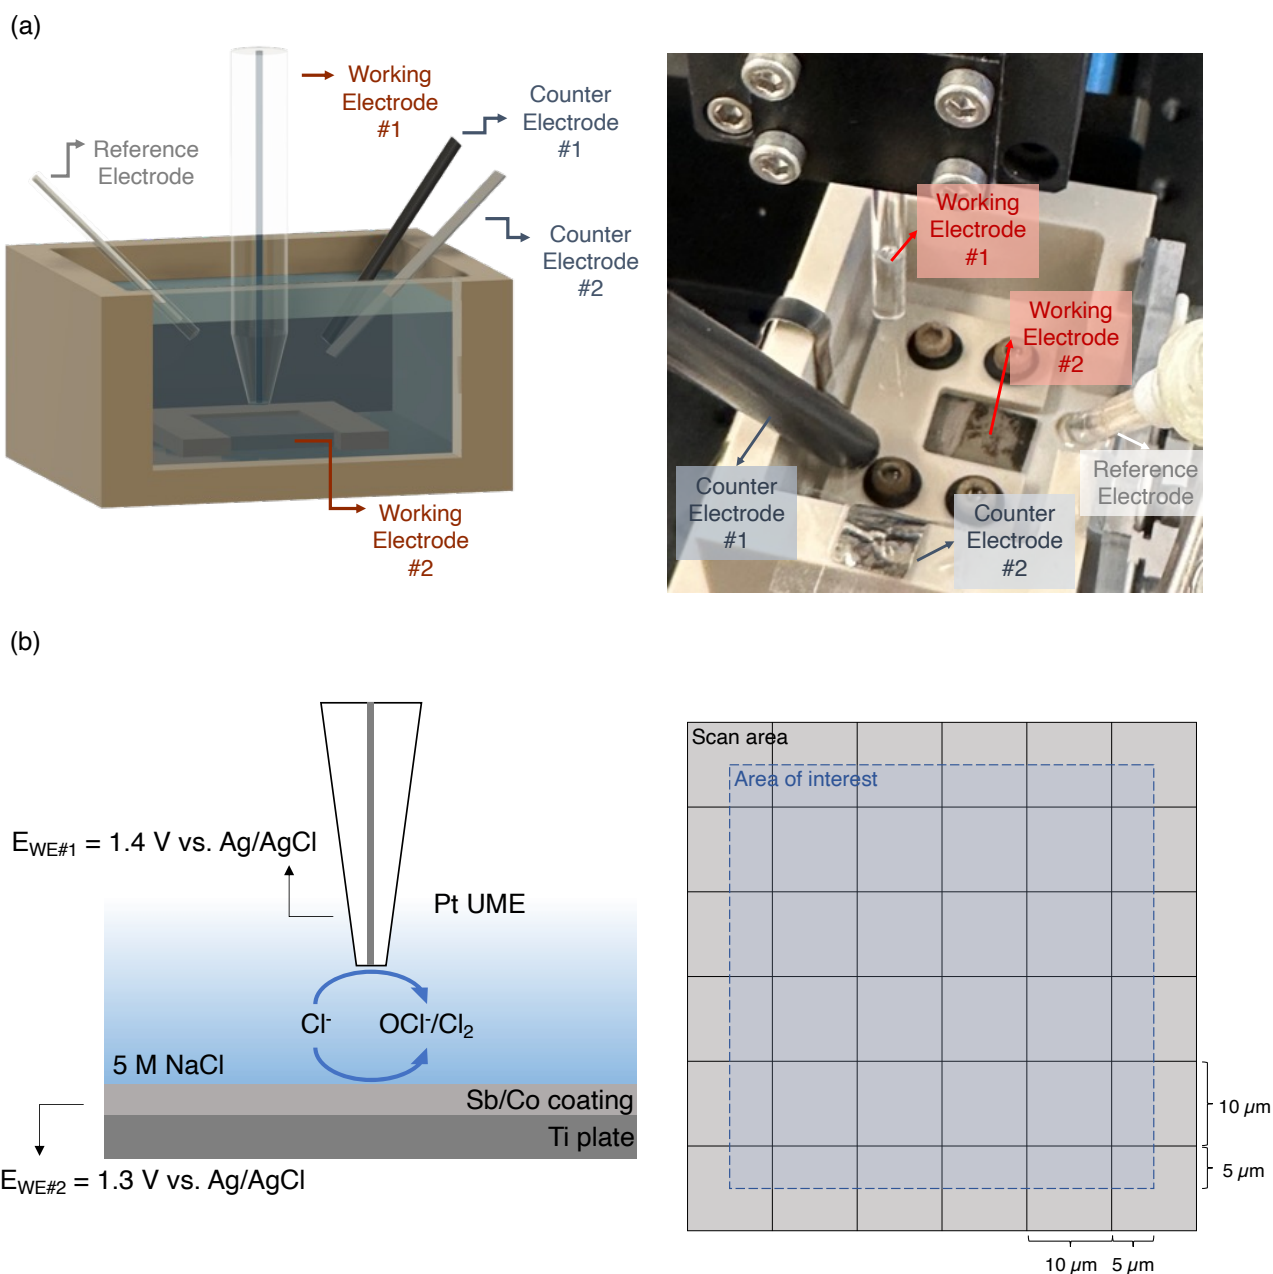 (a)
Working
Electrode
#1
Counter
Electrode
#1
Reference
Electrode
Counter
Electrode
#2
Working
Electrode
#2
Working
Electrode
#1
Working
Electrode
#2
Reference
Electrode
Counter
Electrode
#1
Counter
Electrode
#2
(b)
E_WE#1 = 1.4 V vs. Ag/AgCl
Pt UME
Cl⁻
OCl⁻/Cl₂
5 M NaCl
Sb/Co coating
Ti plate
E_WE#2 = 1.3 V vs. Ag/AgCl
Scan area
Area of interest
10 µm
5 µm
10 µm 5 µm